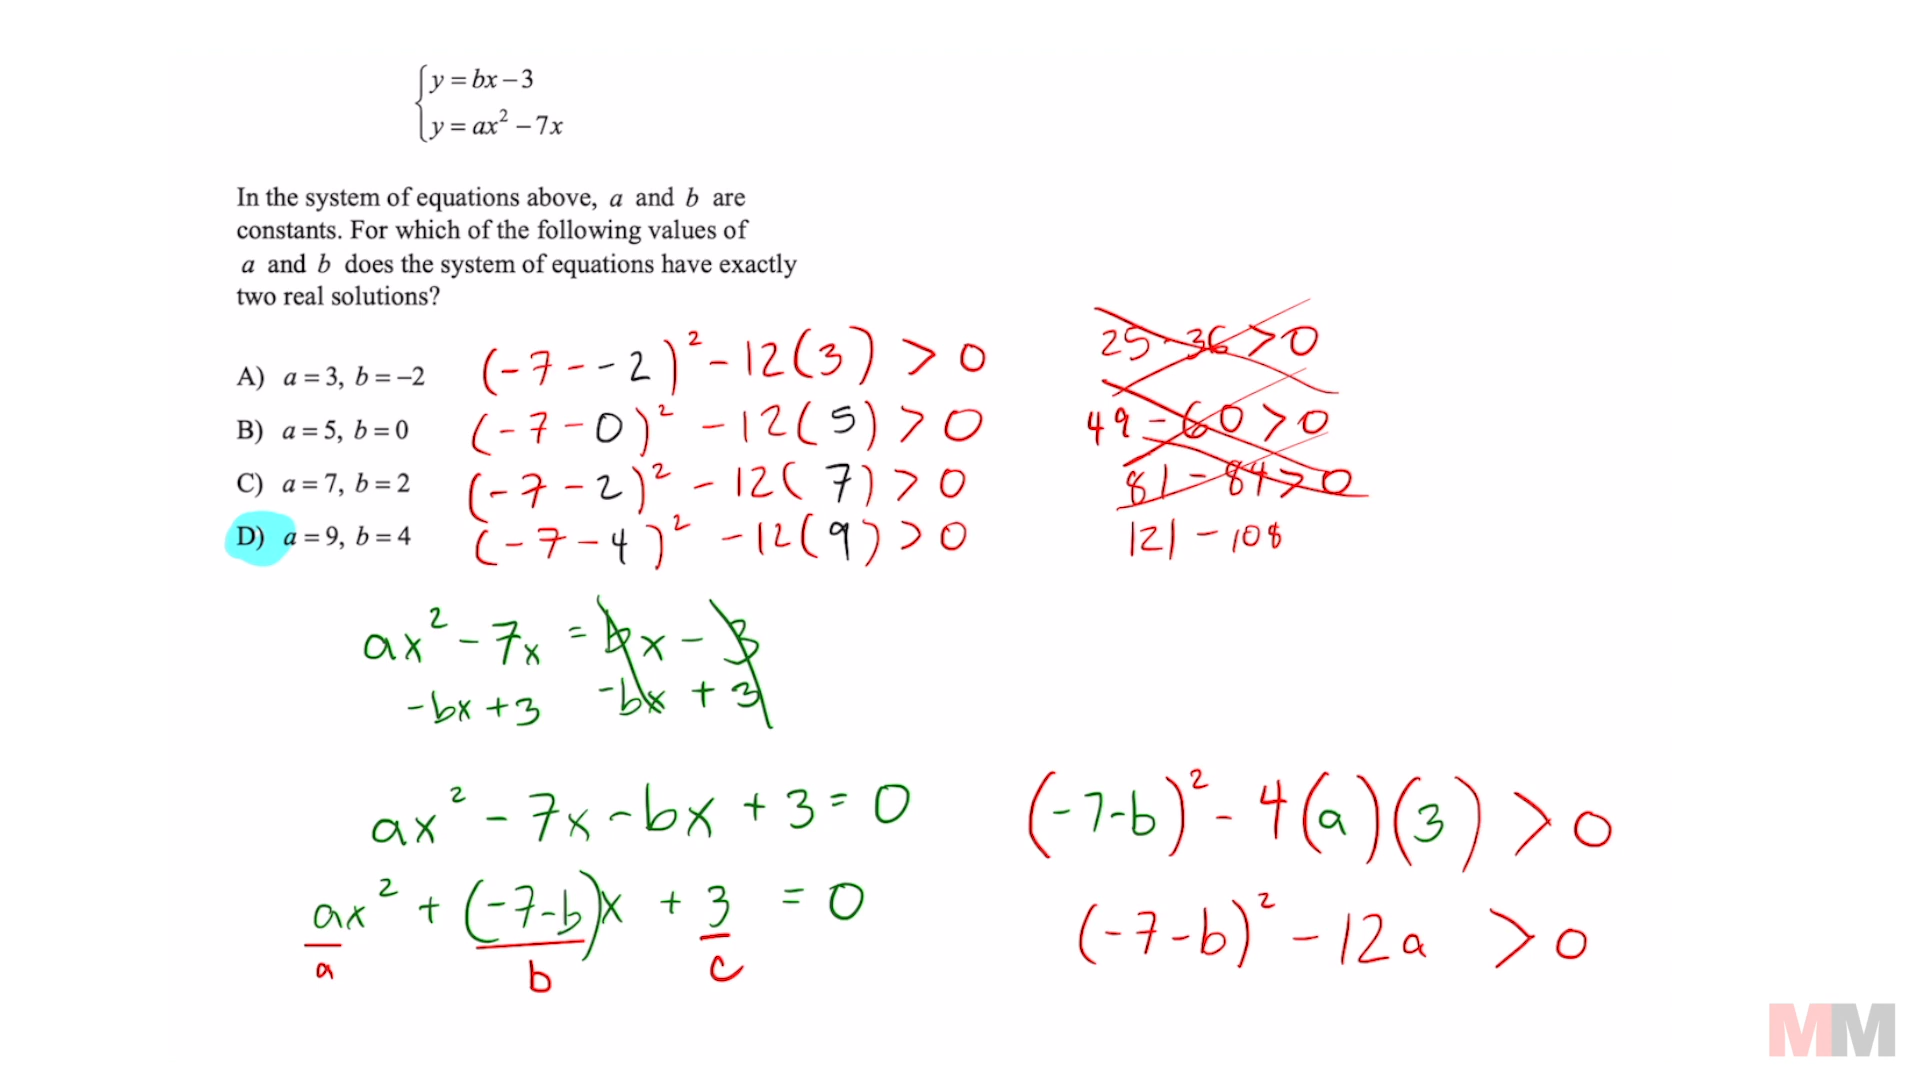 y = bx − 3
y = ax² − 7x
In the system of equations above, a and b are
constants. For which of the following values of
a and b does the system of equations have exactly
two real solutions?
A) a = 3, b = −2
(-7--2)² - 12(3) > 0
25 - 36 > 0
B) a = 5, b = 0
(-7-0)² - 12(5) > 0
49 - 60 > 0
C) a = 7, b = 2
(-7-2)² - 12(7) > 0
81 - 84 > 0
D) a = 9, b = 4
(-7-4)² - 12(9) > 0
121 - 108
ax² - 7x = bx - 3
-bx + 3 -bx + 3
ax² - 7x - bx + 3 = 0
ax² + (-7-b)x + 3 = 0
a b c
(-7-b)² - 4(a)(3) > 0
(-7-b)² - 12a > 0
MM